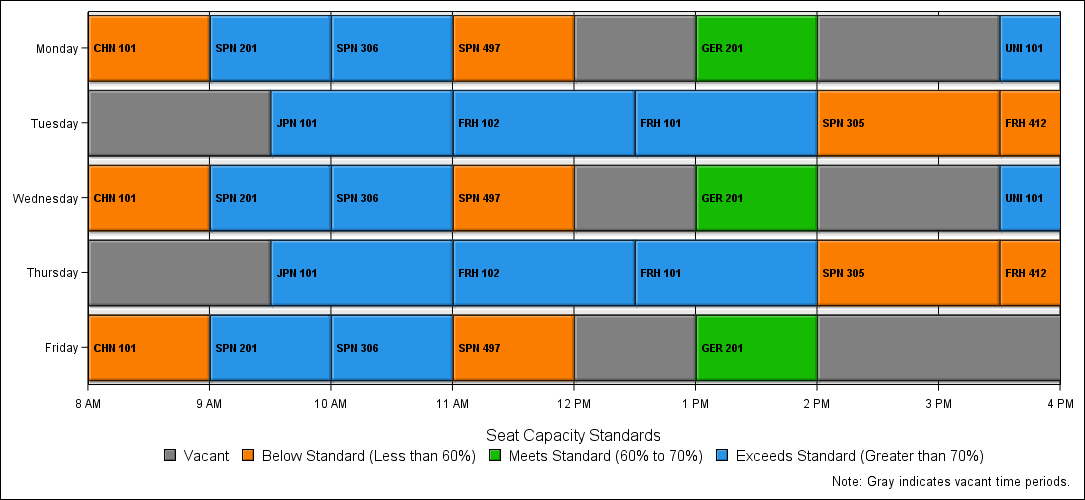 Monday CHN 101 SPN 201 SPN 306 SPN 497 GER 201 UNI 101
Tuesday JPN 101 FRH 102 FRH 101 SPN 305 FRH 412
Wednesday CHN 101 SPN 201 SPN 306 SPN 497 GER 201 UNI 101
Thursday JPN 101 FRH 102 FRH 101 SPN 305 FRH 412
Friday CHN 101 SPN 201 SPN 306 SPN 497 GER 201
8 AM 9 AM 10 AM 11 AM 12 PM 1 PM 2 PM 3 PM 4 PM
Seat Capacity Standards
Vacant Below Standard (Less than 60%) Meets Standard (60% to 70%) Exceeds Standard (Greater than 70%)
Note: Gray indicates vacant time periods.